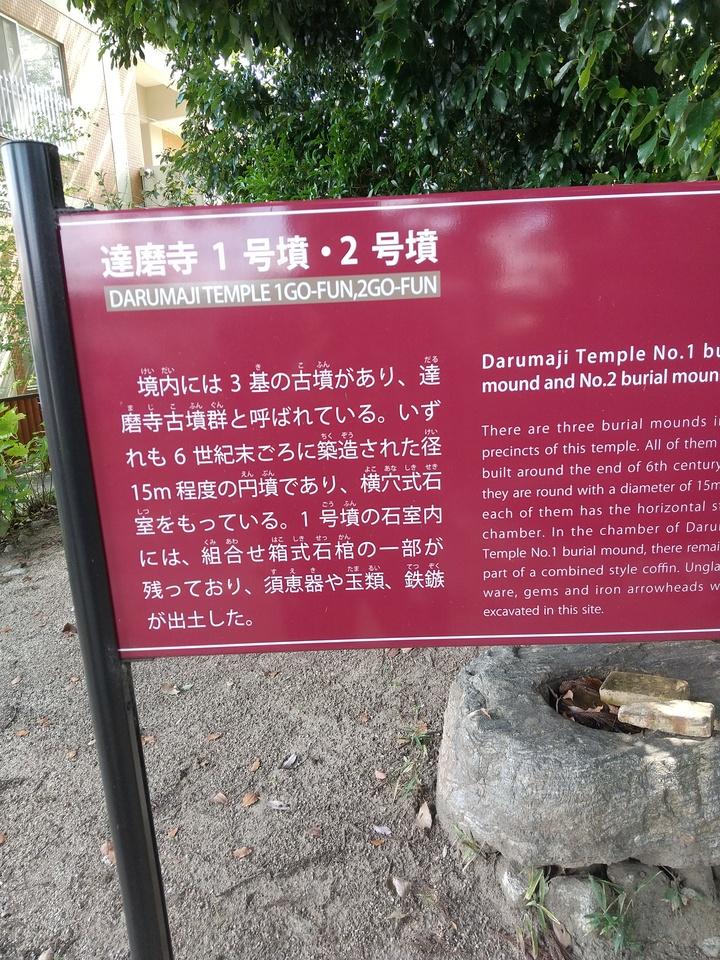 達磨寺 1 号墳・2 号墳
DARUMAJI TEMPLE 1GO-FUN,2GO-FUN
境内には 3 基の古墳があり、達
磨寺古墳群と呼ばれている。いず
れも 6 世紀末ごろに築造された径
15m 程度の円墳であり、横穴式石
室をもっている。1 号墳の石室内
には、組合せ箱式石棺の一部が
残っており、須恵器や玉類、鉄鏃
が出土した。
Darumaji Temple No.1
mound and No.2 burial
There are three burial mounds
precincts of this temple. All of them
built around the end of 6th century
they are round with a diameter of 15m
each of them has the horizontal
chamber. In the chamber of
Temple No.1 burial mound, there
part of a combined style coffin.
ware, gems and iron arrowheads
excavated in this site.